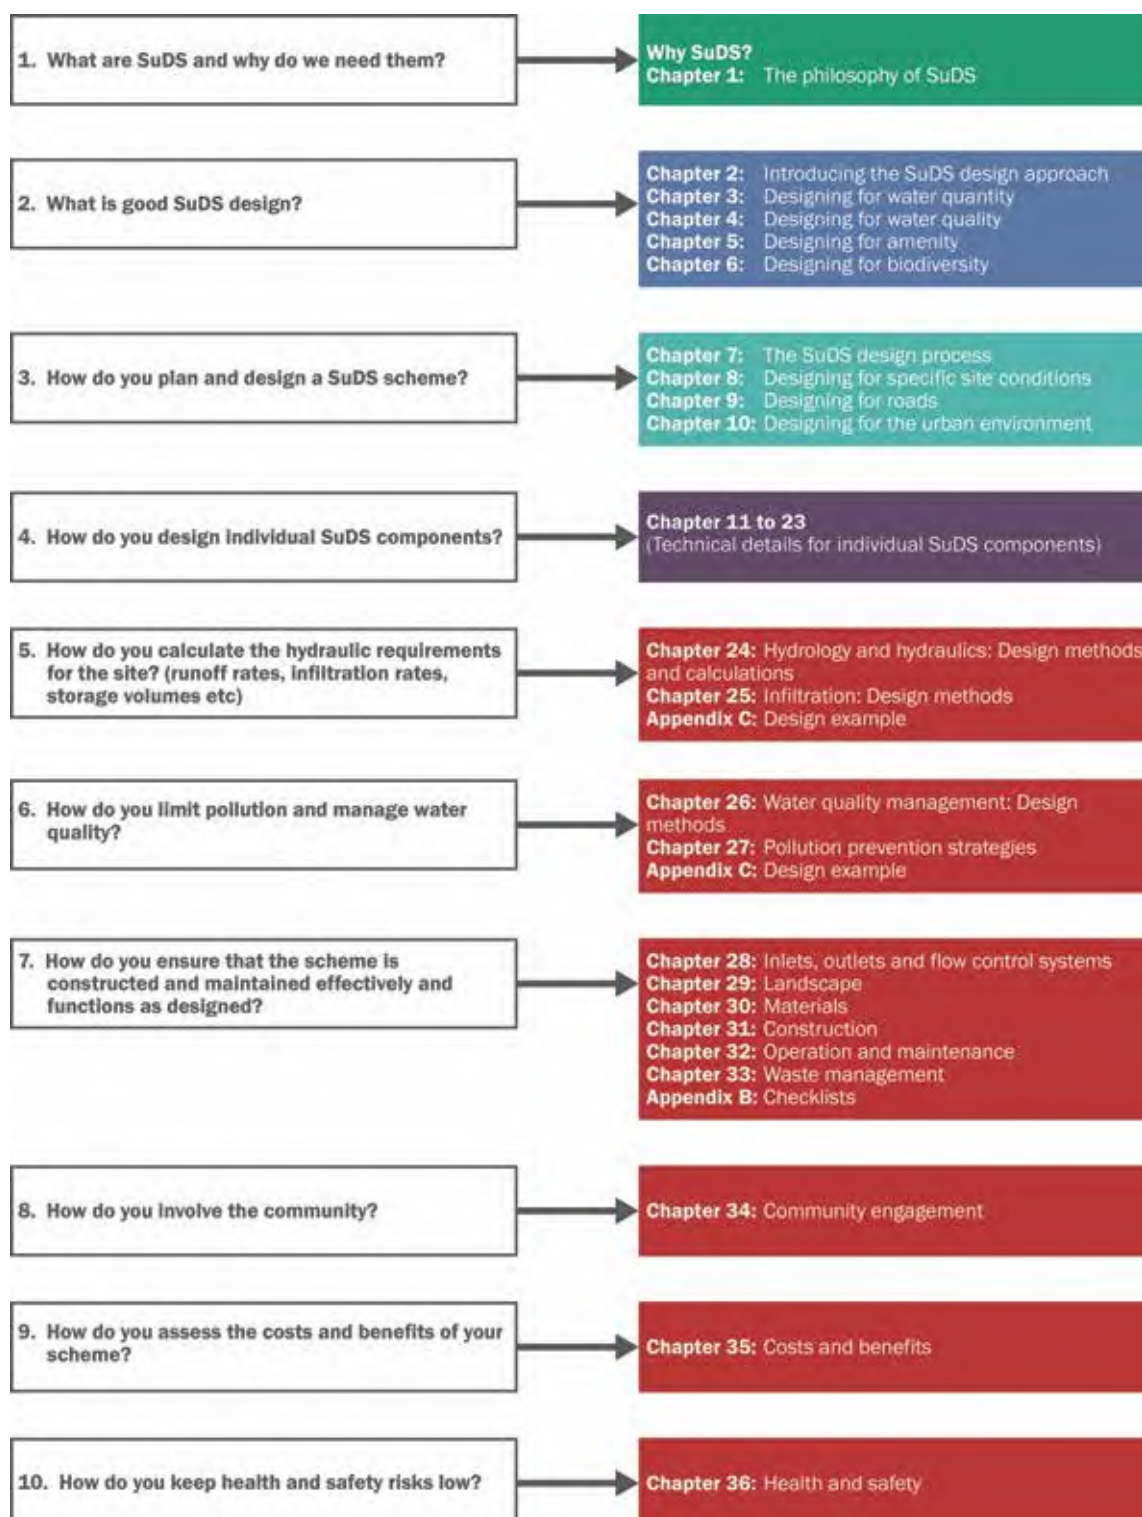 1. What are SuDS and why do we need them?
Why SuDS?
Chapter 1: The philosophy of SuDS
2. What is good SuDS design?
Chapter 2: Introducing the SuDS design approach
Chapter 3: Designing for water quantity
Chapter 4: Designing for water quality
Chapter 5: Designing for amenity
Chapter 6: Designing for biodiversity
3. How do you plan and design a SuDS scheme?
Chapter 7: The SuDS design process
Chapter 8: Designing for specific site conditions
Chapter 9: Designing for roads
Chapter 10: Designing for the urban environment
4. How do you design individual SuDS components?
Chapter 11 to 23
(Technical details for individual SuDS components)
5. How do you calculate the hydraulic requirements
for the site? (runoff rates, infiltration rates,
storage volumes etc)
Chapter 24: Hydrology and hydraulics: Design methods
and calculations
Chapter 25: Infiltration: Design methods
Appendix C: Design example
6. How do you limit pollution and manage water
quality?
Chapter 26: Water quality management: Design
methods
Chapter 27: Pollution prevention strategies
Appendix C: Design example
7. How do you ensure that the scheme is
constructed and maintained effectively and
functions as designed?
Chapter 28: Inlets, outlets and flow control systems
Chapter 29: Landscape
Chapter 30: Materials
Chapter 31: Construction
Chapter 32: Operation and maintenance
Chapter 33: Waste management
Appendix B: Checklists
8. How do you involve the community?
Chapter 34: Community engagement
9. How do you assess the costs and benefits of your
scheme?
Chapter 35: Costs and benefits
10. How do you keep health and safety risks low?
Chapter 36: Health and safety